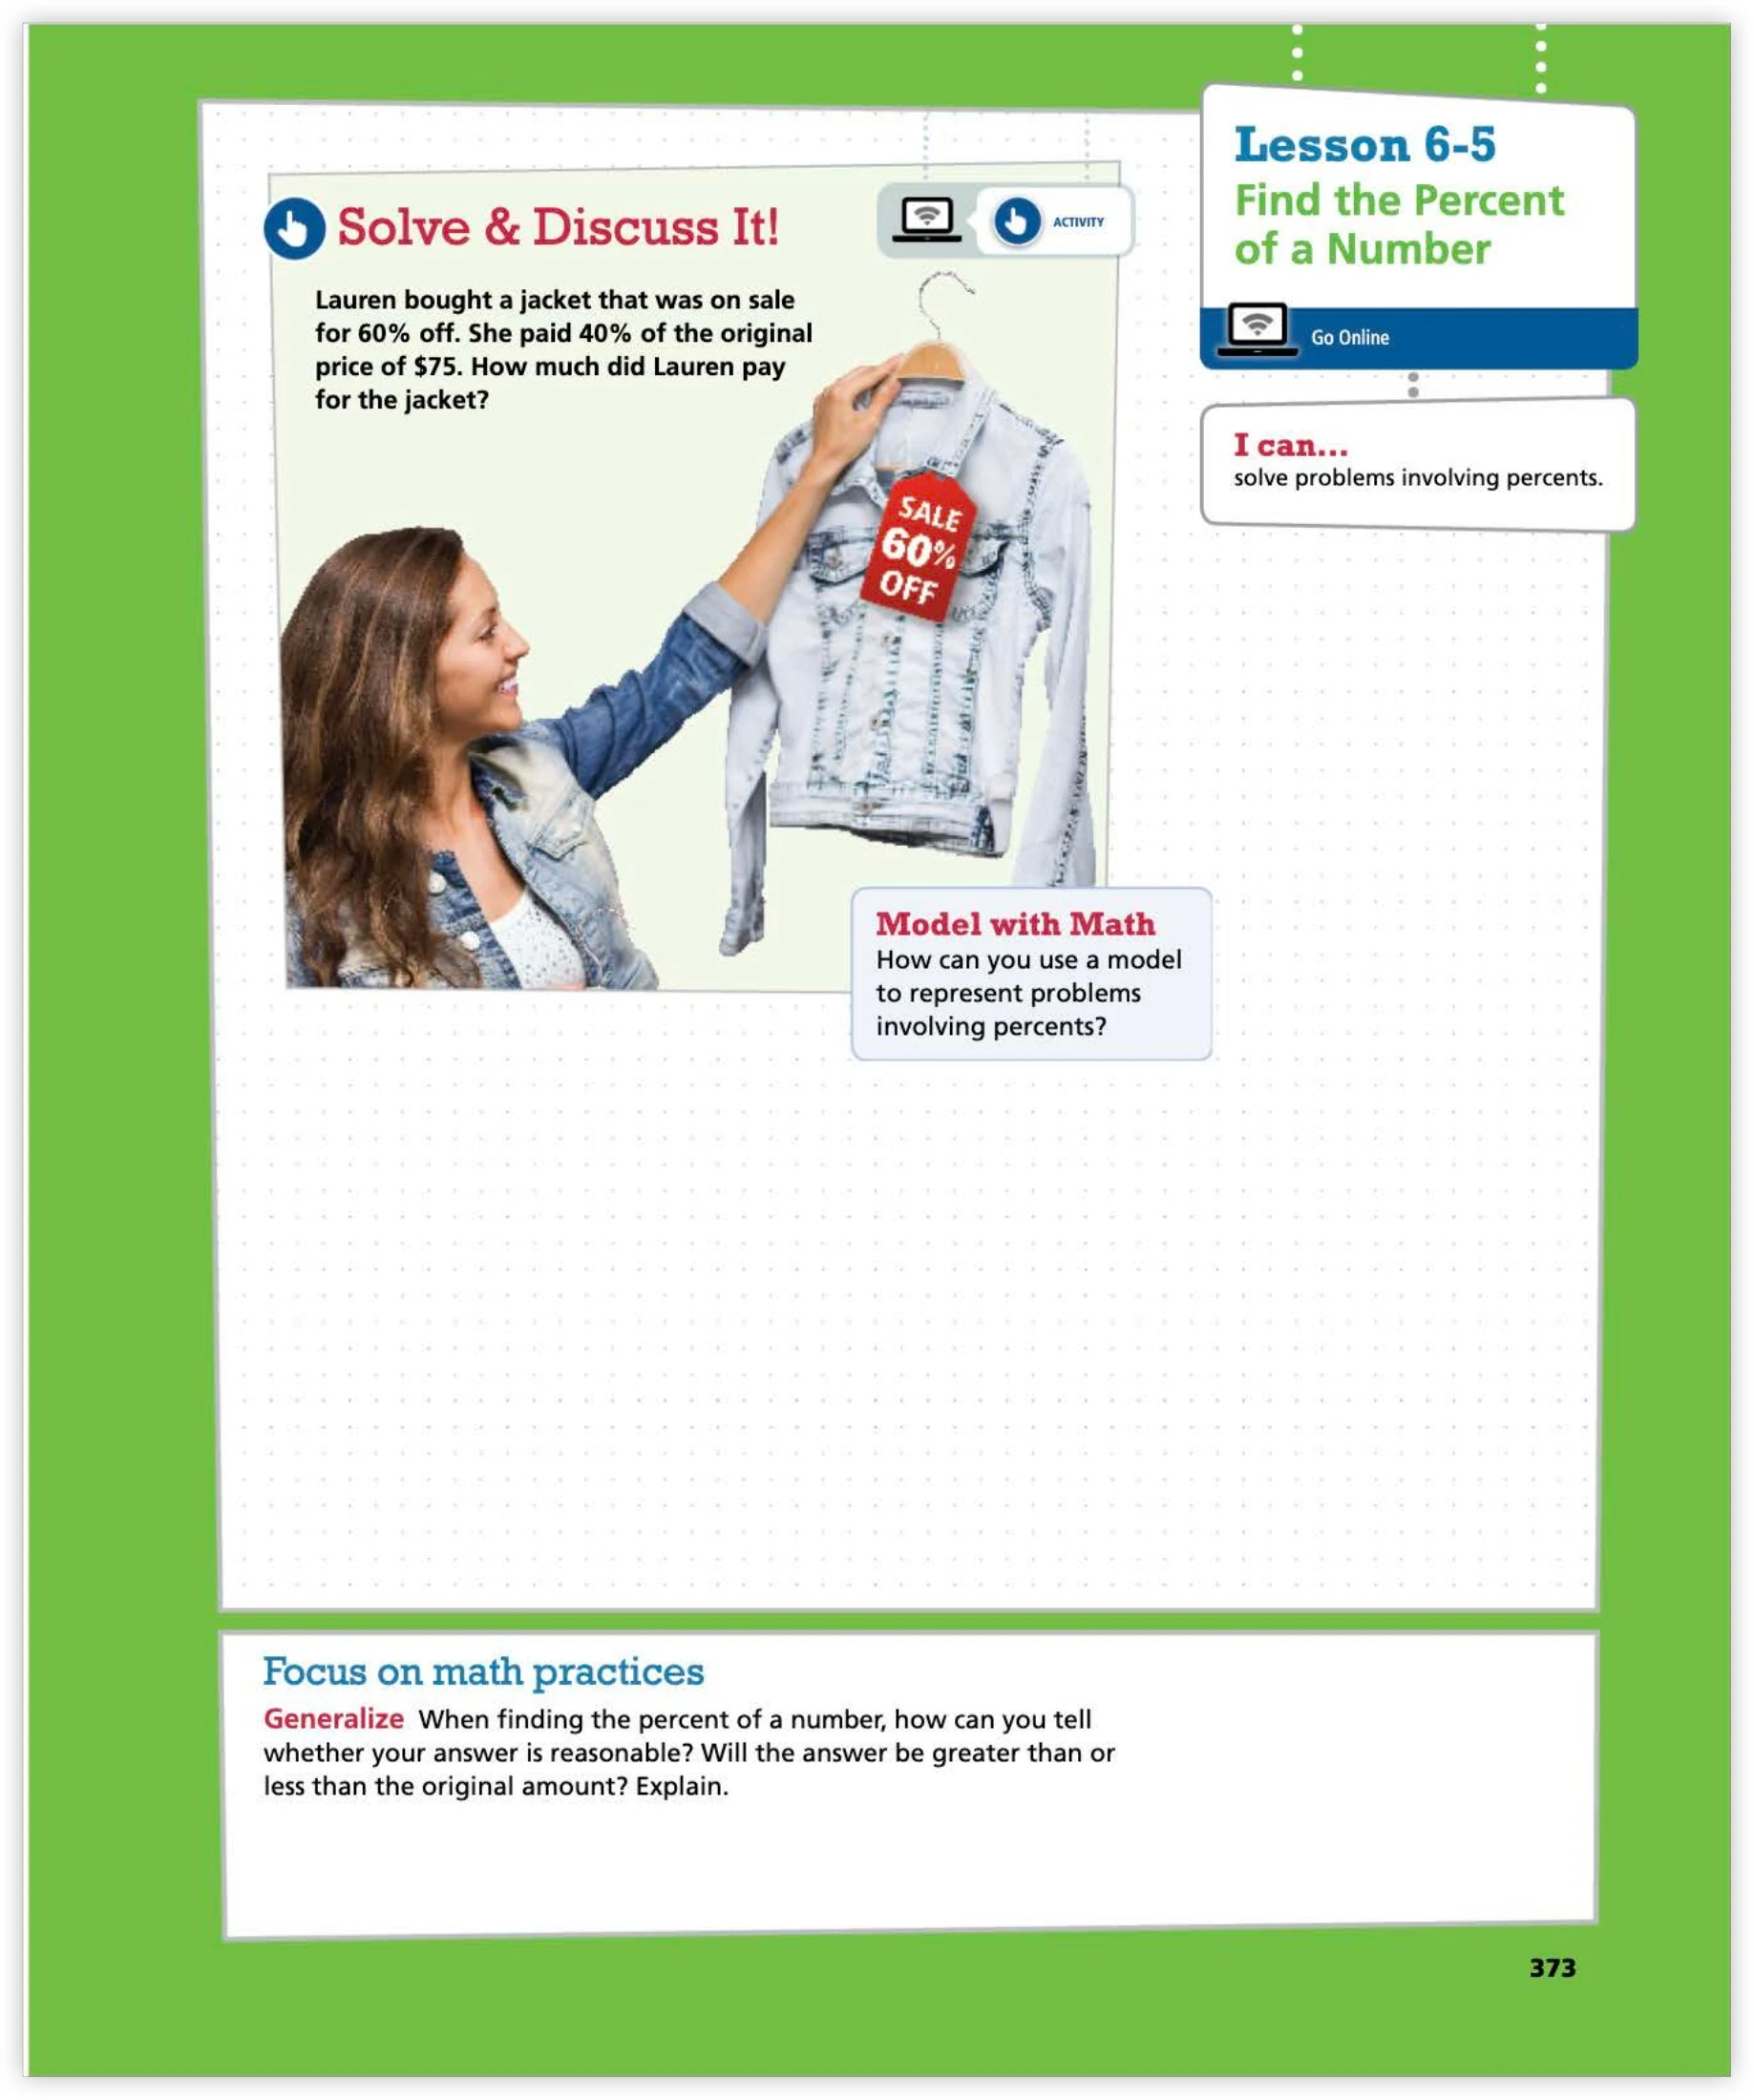 Lesson 6-5
Find the Percent
of a Number
Go Online
I can...
solve problems involving percents.
Solve & Discuss It!
ACTIVITY
Lauren bought a jacket that was on sale
for 60% off. She paid 40% of the original
price of $75. How much did Lauren pay
for the jacket?
SALE
60%
OFF
Model with Math
How can you use a model
to represent problems
involving percents?
Focus on math practices
Generalize When finding the percent of a number, how can you tell
whether your answer is reasonable? Will the answer be greater than or
less than the original amount? Explain.
373